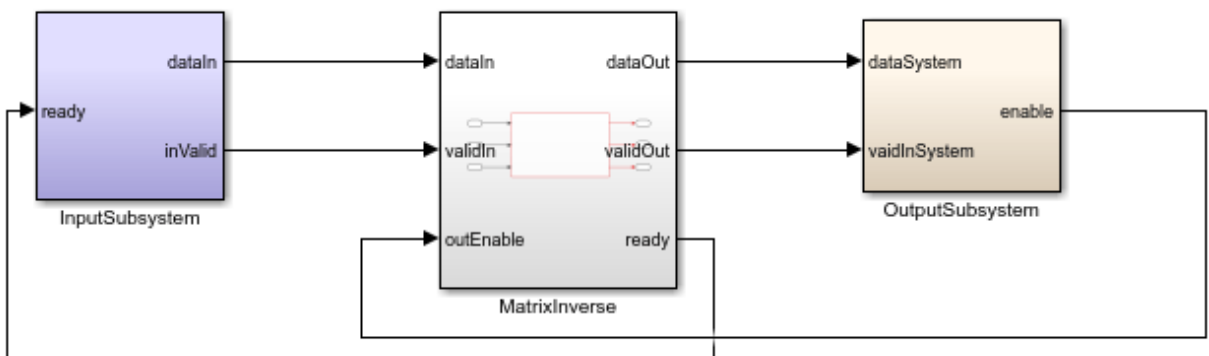 dataIn
ready
inValid
InputSubsystem
dataIn
dataOut
validIn
validOut
outEnable
ready
MatrixInverse
dataSystem
enable
vaidInSystem
OutputSubsystem